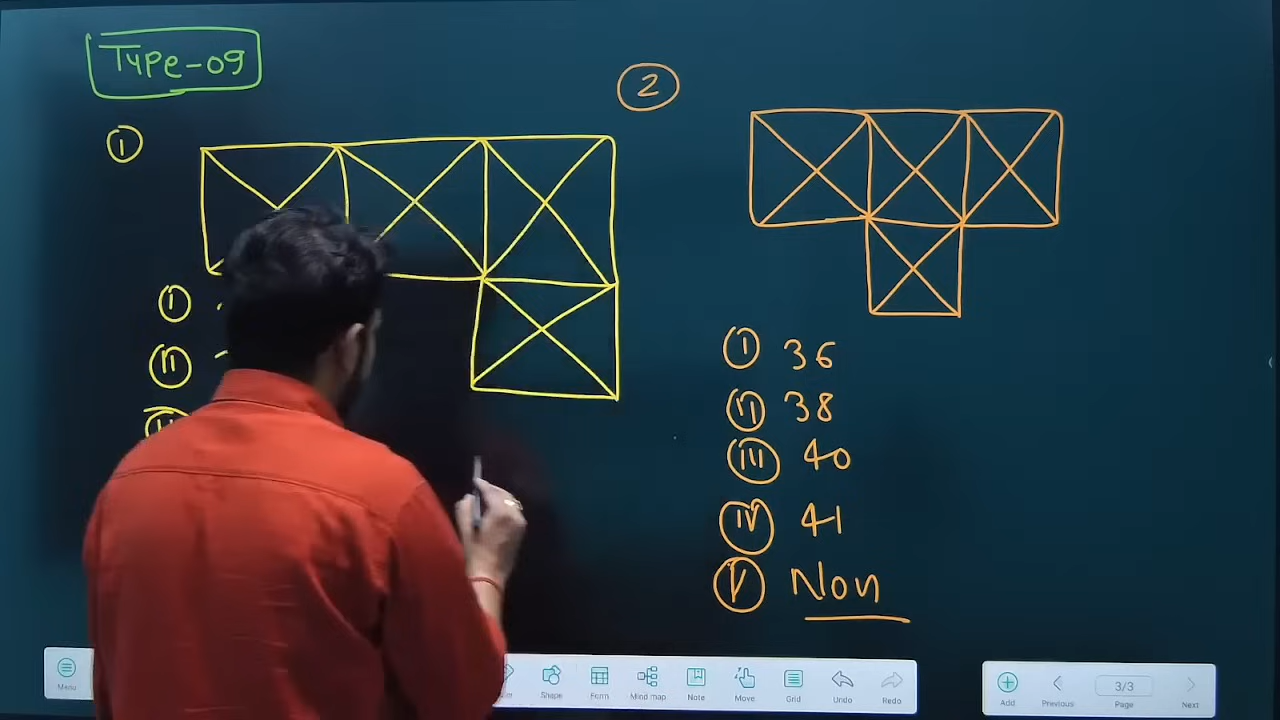 Type-09
1
2
I
II
I 36
II 38
III 40
IV 41
V Non
Menu
Shape
Form
Mind map
Note
Move
Grid
Undo
Redo
Add
Previous
3/3
Page
Next